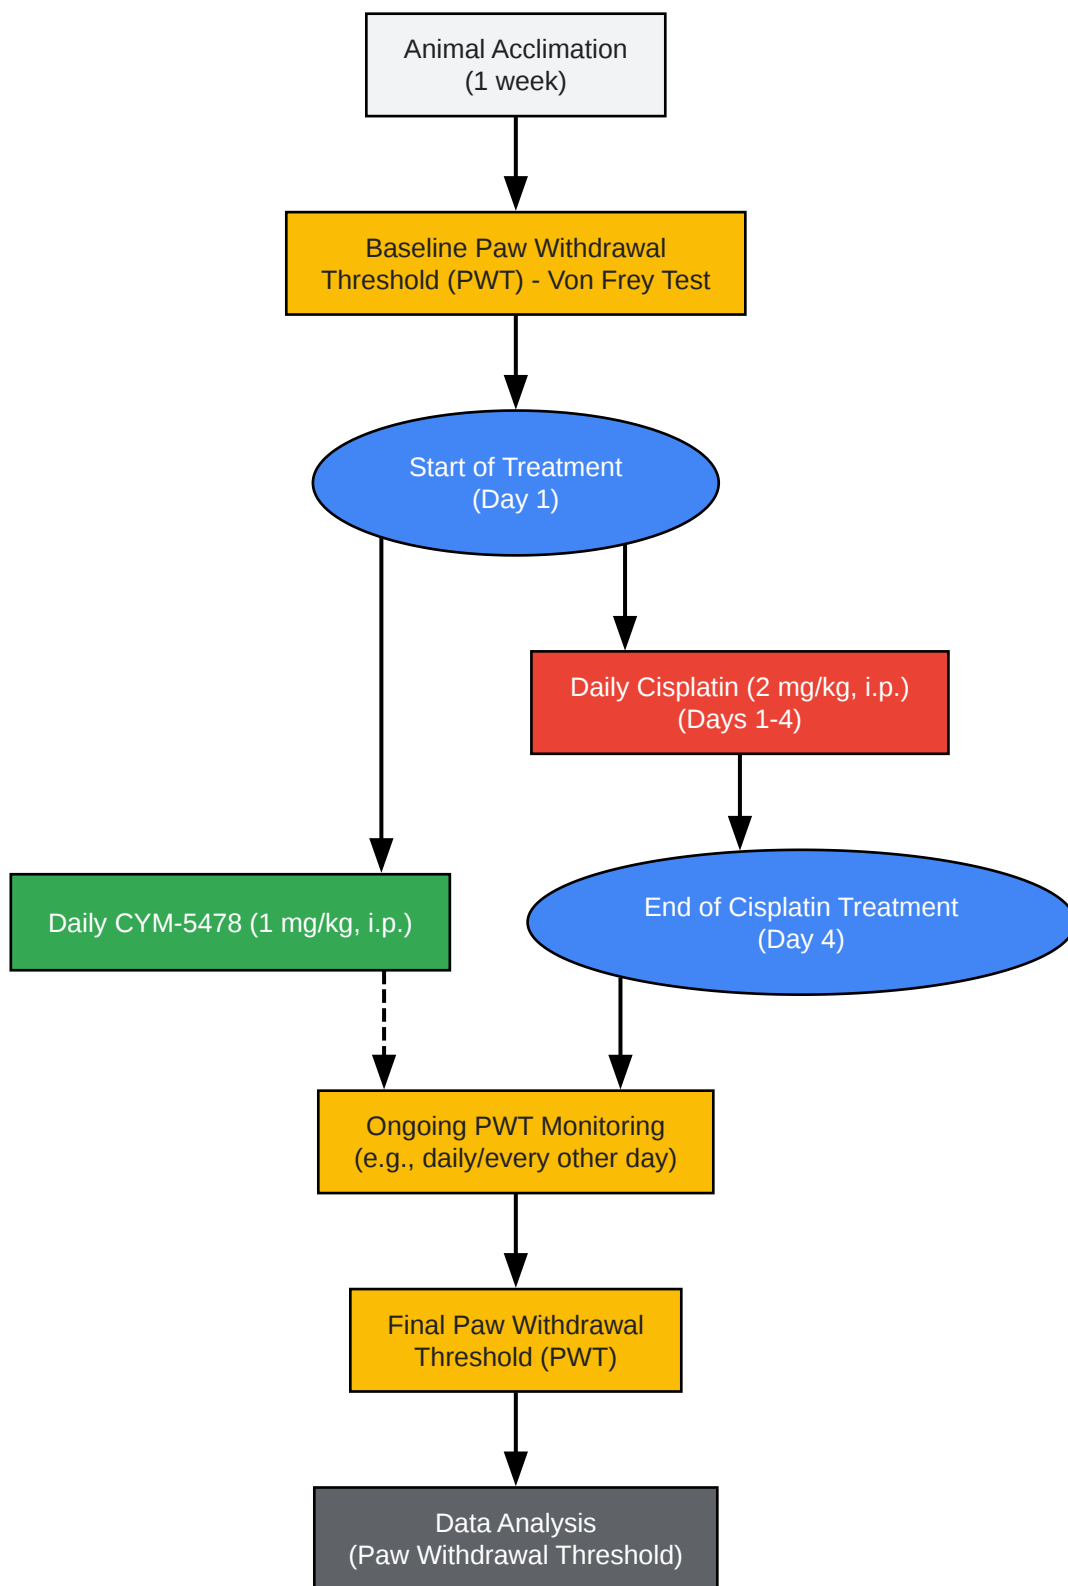 Animal Acclimation
(1 week)
Baseline Paw Withdrawal
Threshold (PWT) - Von Frey Test
Start of Treatment
(Day 1)
Daily Cisplatin (2 mg/kg, i.p.)
(Days 1-4)
Daily CYM-5478 (1 mg/kg, i.p.)
End of Cisplatin Treatment
(Day 4)
Ongoing PWT Monitoring
(e.g., daily/every other day)
Final Paw Withdrawal
Threshold (PWT)
Data Analysis
(Paw Withdrawal Threshold)